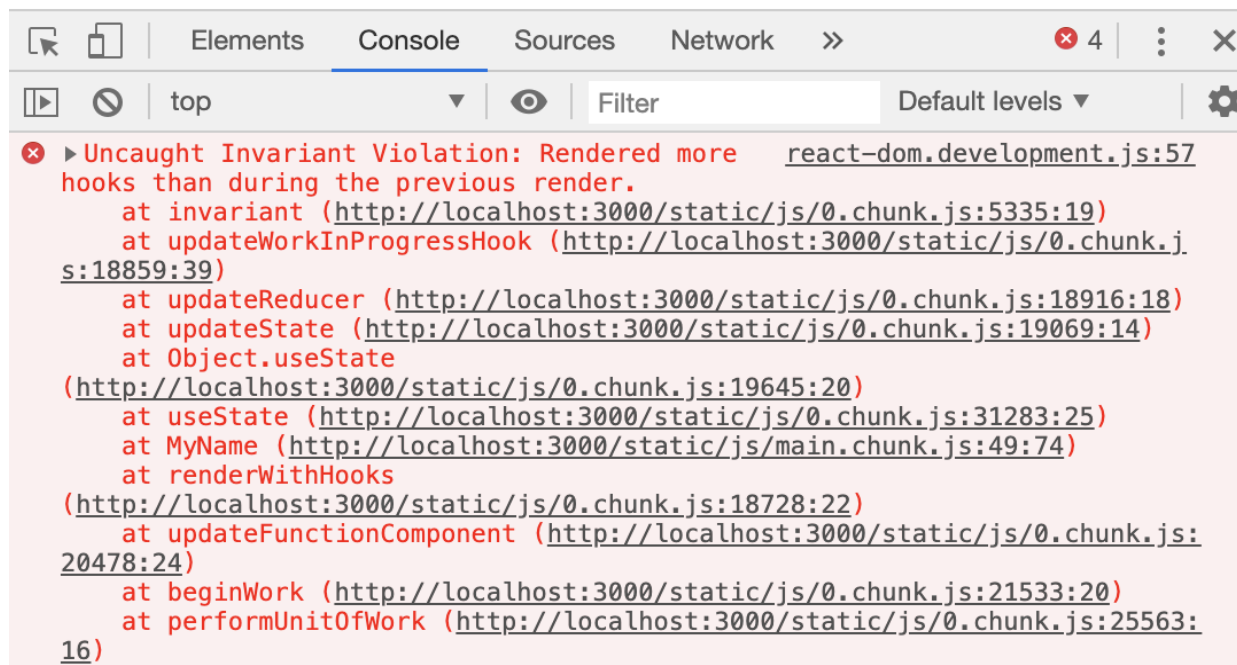 Elements Console Sources Network » 4
top ▼ Filter Default levels ▼
▶Uncaught Invariant Violation: Rendered more react-dom.development.js:57
hooks than during the previous render.
at invariant (http://localhost:3000/static/js/0.chunk.js:5335:19)
at updateWorkInProgressHook (http://localhost:3000/static/js/0.chunk.j
s:18859:39)
at updateReducer (http://localhost:3000/static/js/0.chunk.js:18916:18)
at updateState (http://localhost:3000/static/js/0.chunk.js:19069:14)
at Object.useState
(http://localhost:3000/static/js/0.chunk.js:19645:20)
at useState (http://localhost:3000/static/js/0.chunk.js:31283:25)
at MyName (http://localhost:3000/static/js/main.chunk.js:49:74)
at renderWithHooks
(http://localhost:3000/static/js/0.chunk.js:18728:22)
at updateFunctionComponent (http://localhost:3000/static/js/0.chunk.js:
20478:24)
at beginWork (http://localhost:3000/static/js/0.chunk.js:21533:20)
at performUnitOfWork (http://localhost:3000/static/js/0.chunk.js:25563:
16)